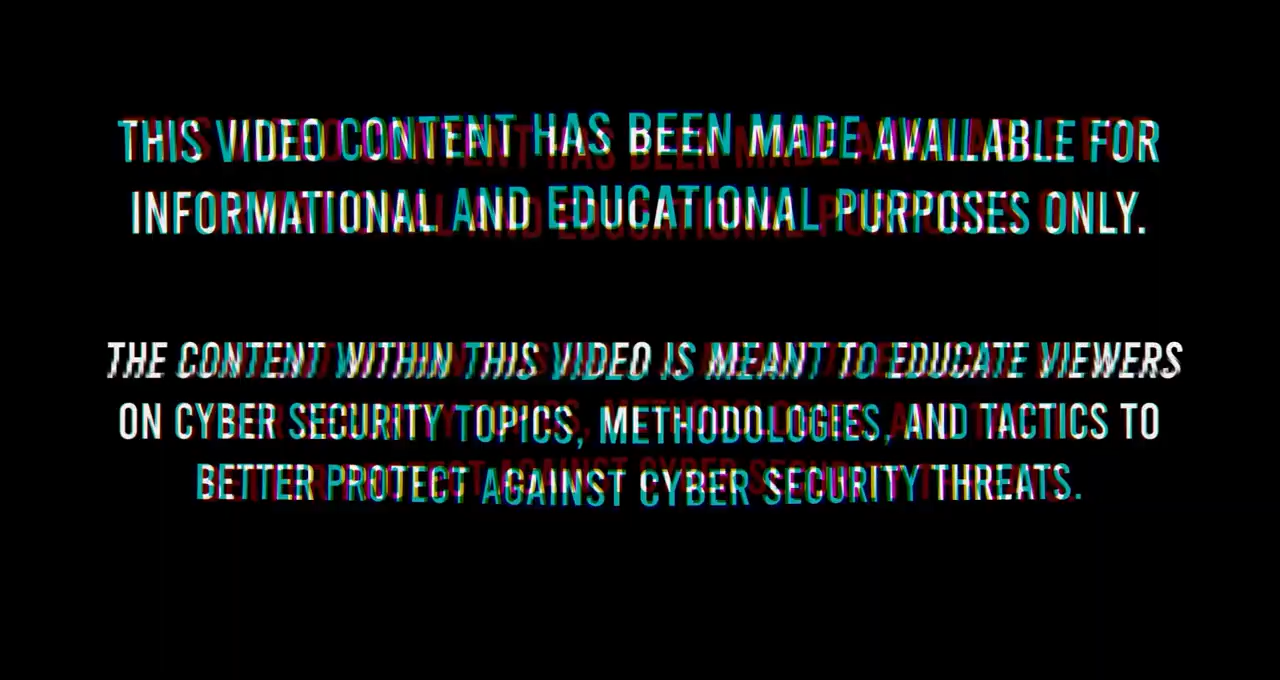 THIS VIDEO CONTENT HAS BEEN MADE AVAILABLE FOR
INFORMATIONAL AND EDUCATIONAL PURPOSES ONLY.
THE CONTENT WITHIN THIS VIDEO IS MEANT TO EDUCATE VIEWERS
ON CYBER SECURITY TOPICS, METHODOLOGIES, AND TACTICS TO
BETTER PROTECT AGAINST CYBER SECURITY THREATS.